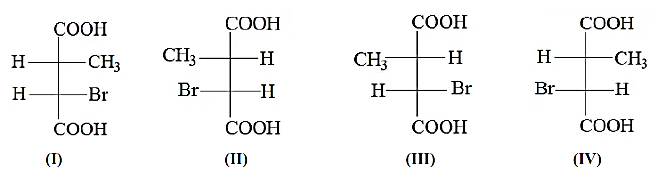 COOH COOH COOH COOH
H CH₃ CH₃ H CH₃ H H CH₃
H Br Br H H Br Br H
COOH COOH COOH COOH
(I) (II) (III) (IV)